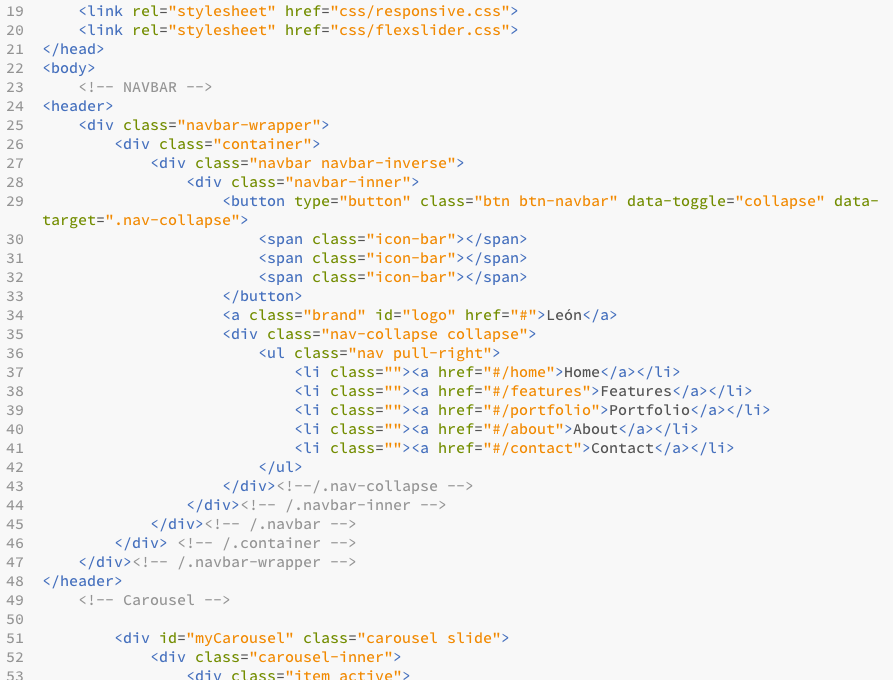 19 <link rel="stylesheet" href="css/responsive.css">
20 <link rel="stylesheet" href="css/flexslider.css">
21 </head>
22 <body>
23 <!-- NAVBAR -->
24 <header>
25 <div class="navbar-wrapper">
26 <div class="container">
27 <div class="navbar navbar-inverse">
28 <div class="navbar-inner">
29 <button type="button" class="btn btn-navbar" data-toggle="collapse" data-
target=".nav-collapse">
30 <span class="icon-bar"></span>
31 <span class="icon-bar"></span>
32 <span class="icon-bar"></span>
33 </button>
34 <a class="brand" id="logo" href="#">León</a>
35 <div class="nav-collapse collapse">
36 <ul class="nav pull-right">
37 <li class=""><a href="#/home">Home</a></li>
38 <li class=""><a href="#/features">Features</a></li>
39 <li class=""><a href="#/portfolio">Portfolio</a></li>
40 <li class=""><a href="#/about">About</a></li>
41 <li class=""><a href="#/contact">Contact</a></li>
42 </ul>
43 </div><!--/.nav-collapse -->
44 </div><!-- /.navbar-inner -->
45 </div><!-- /.navbar -->
46 </div> <!-- /.container -->
47 </div><!-- /.navbar-wrapper -->
48 </header>
49 <!-- Carousel -->
50
51 <div id="myCarousel" class="carousel slide">
52 <div class="carousel-inner">
53 <div class="item active">